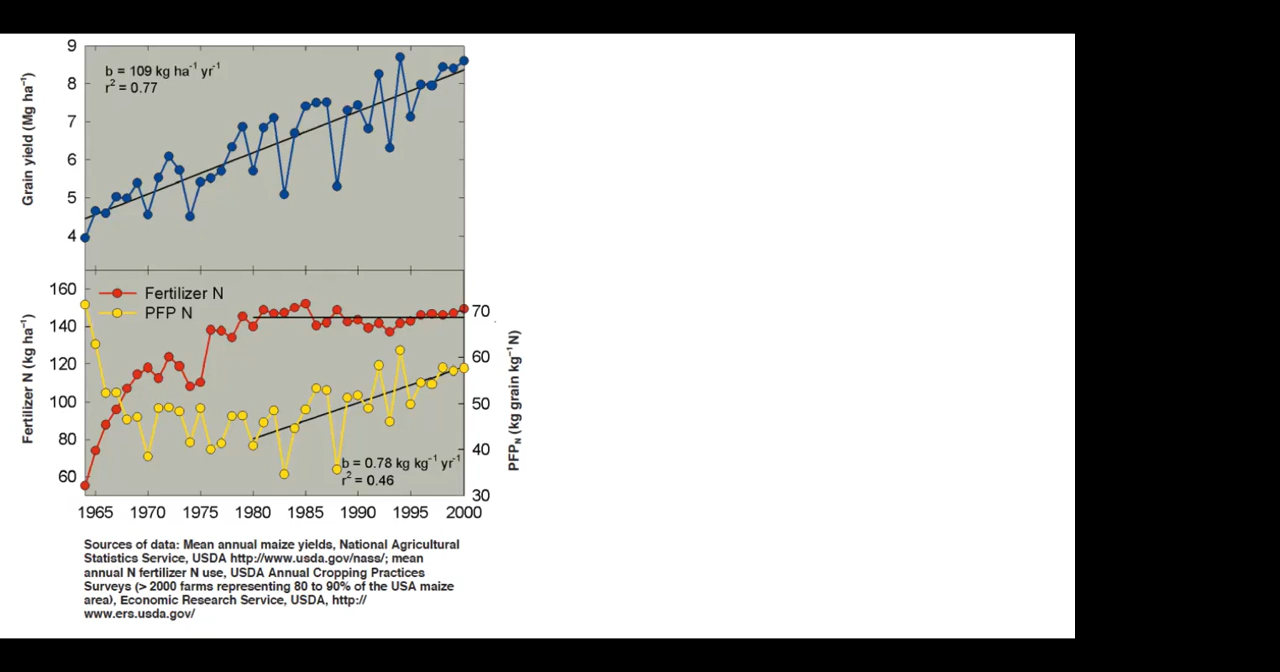 9
b = 109 kg ha⁻¹ yr⁻¹
r² = 0.77
8
7
6
5
4
Grain yield (Mg ha⁻¹)
160
140
120
100
80
60
Fertilizer N (kg ha⁻¹)
Fertilizer N
PFP N
70
60
50
40
30
PFP_N (kg grain kg⁻¹ N)
b = 0.78 kg kg⁻¹ yr⁻¹
r² = 0.46
1965 1970 1975 1980 1985 1990 1995 2000
Sources of data: Mean annual maize yields, National Agricultural
Statistics Service, USDA http://www.usda.gov/nass/; mean
annual N fertilizer N use, USDA Annual Cropping Practices
Surveys (> 2000 farms representing 80 to 90% of the USA maize
area), Economic Research Service, USDA, http://
www.ers.usda.gov/